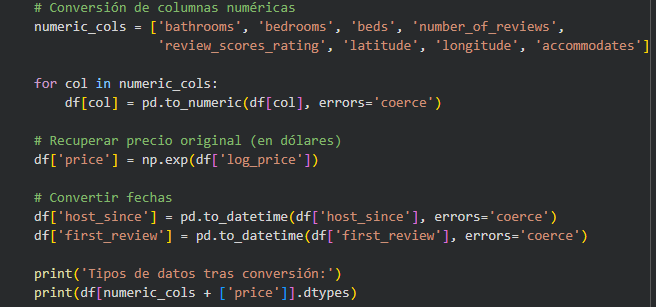 # Conversión de columnas numéricas
numeric_cols = ['bathrooms', 'bedrooms', 'beds', 'number_of_reviews',
                'review_scores_rating', 'latitude', 'longitude', 'accommodates']

for col in numeric_cols:
    df[col] = pd.to_numeric(df[col], errors='coerce')

# Recuperar precio original (en dólares)
df['price'] = np.exp(df['log_price'])

# Convertir fechas
df['host_since'] = pd.to_datetime(df['host_since'], errors='coerce')
df['first_review'] = pd.to_datetime(df['first_review'], errors='coerce')

print('Tipos de datos tras conversión:')
print(df[numeric_cols + ['price']].dtypes)